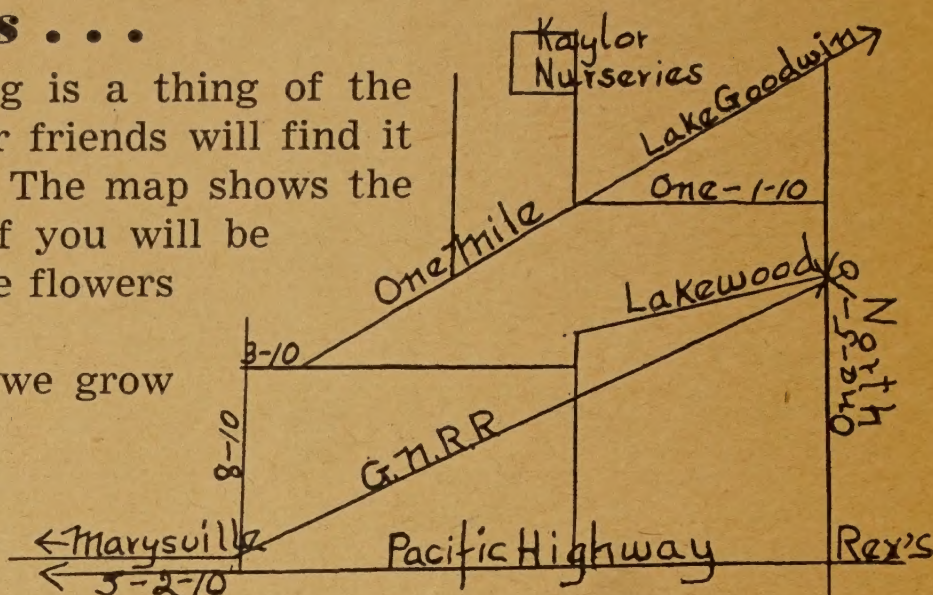 s . . .
g is a thing of the
r friends will find it
The map shows the
f you will be
e flowers
we grow
Kaylor
Nurseries
Lake Goodwin
One-1-10
One mile
Lakewood
3-10
8-10
G.N.R.R
North
One-5-10
←Marysville
Pacific Highway
Rex's
3-2-10